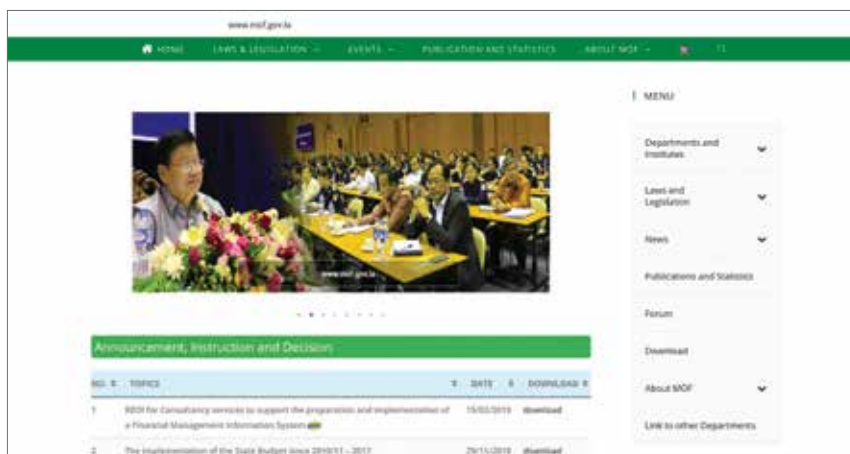 www.mof.gov.la
HOME LAWS & LEGISLATION EVENTS PUBLICATION AND STATISTICS ABOUT MOF
MENU
Departments and
Institutes
Laws and
Legislation
News
Publications and Statistics
Forum
Download
About MOF
Link to other Departments
www.mof.gov.la
Announcement, Instruction and Decision
NO. TOPICS DATE DOWNLOAD
1 REOI for Consultancy services to support the preparation and implementation of
a Financial Management Information System 15/02/2019 download
2 The implementation of the State Budget since 2010/11 – 2017 29/11/2018 download